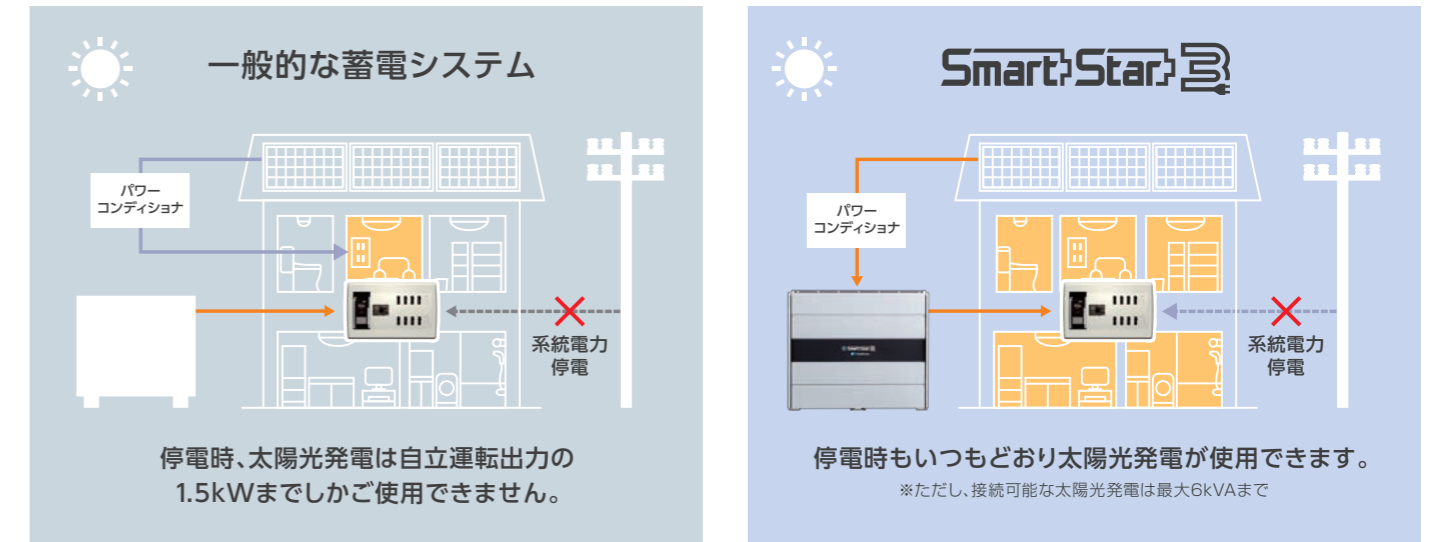 一般的な蓄電システム
パワー
コンディショナ
系統電力
停電
停電時、太陽光発電は自立運転出力の
1.5kWまでしかご使用できません。
Smart Star 3
パワー
コンディショナ
Smart Star 3
系統電力
停電
停電時もいつもどおり太陽光発電が使用できます。
※ただし、接続可能な太陽光発電は最大6kVAまで